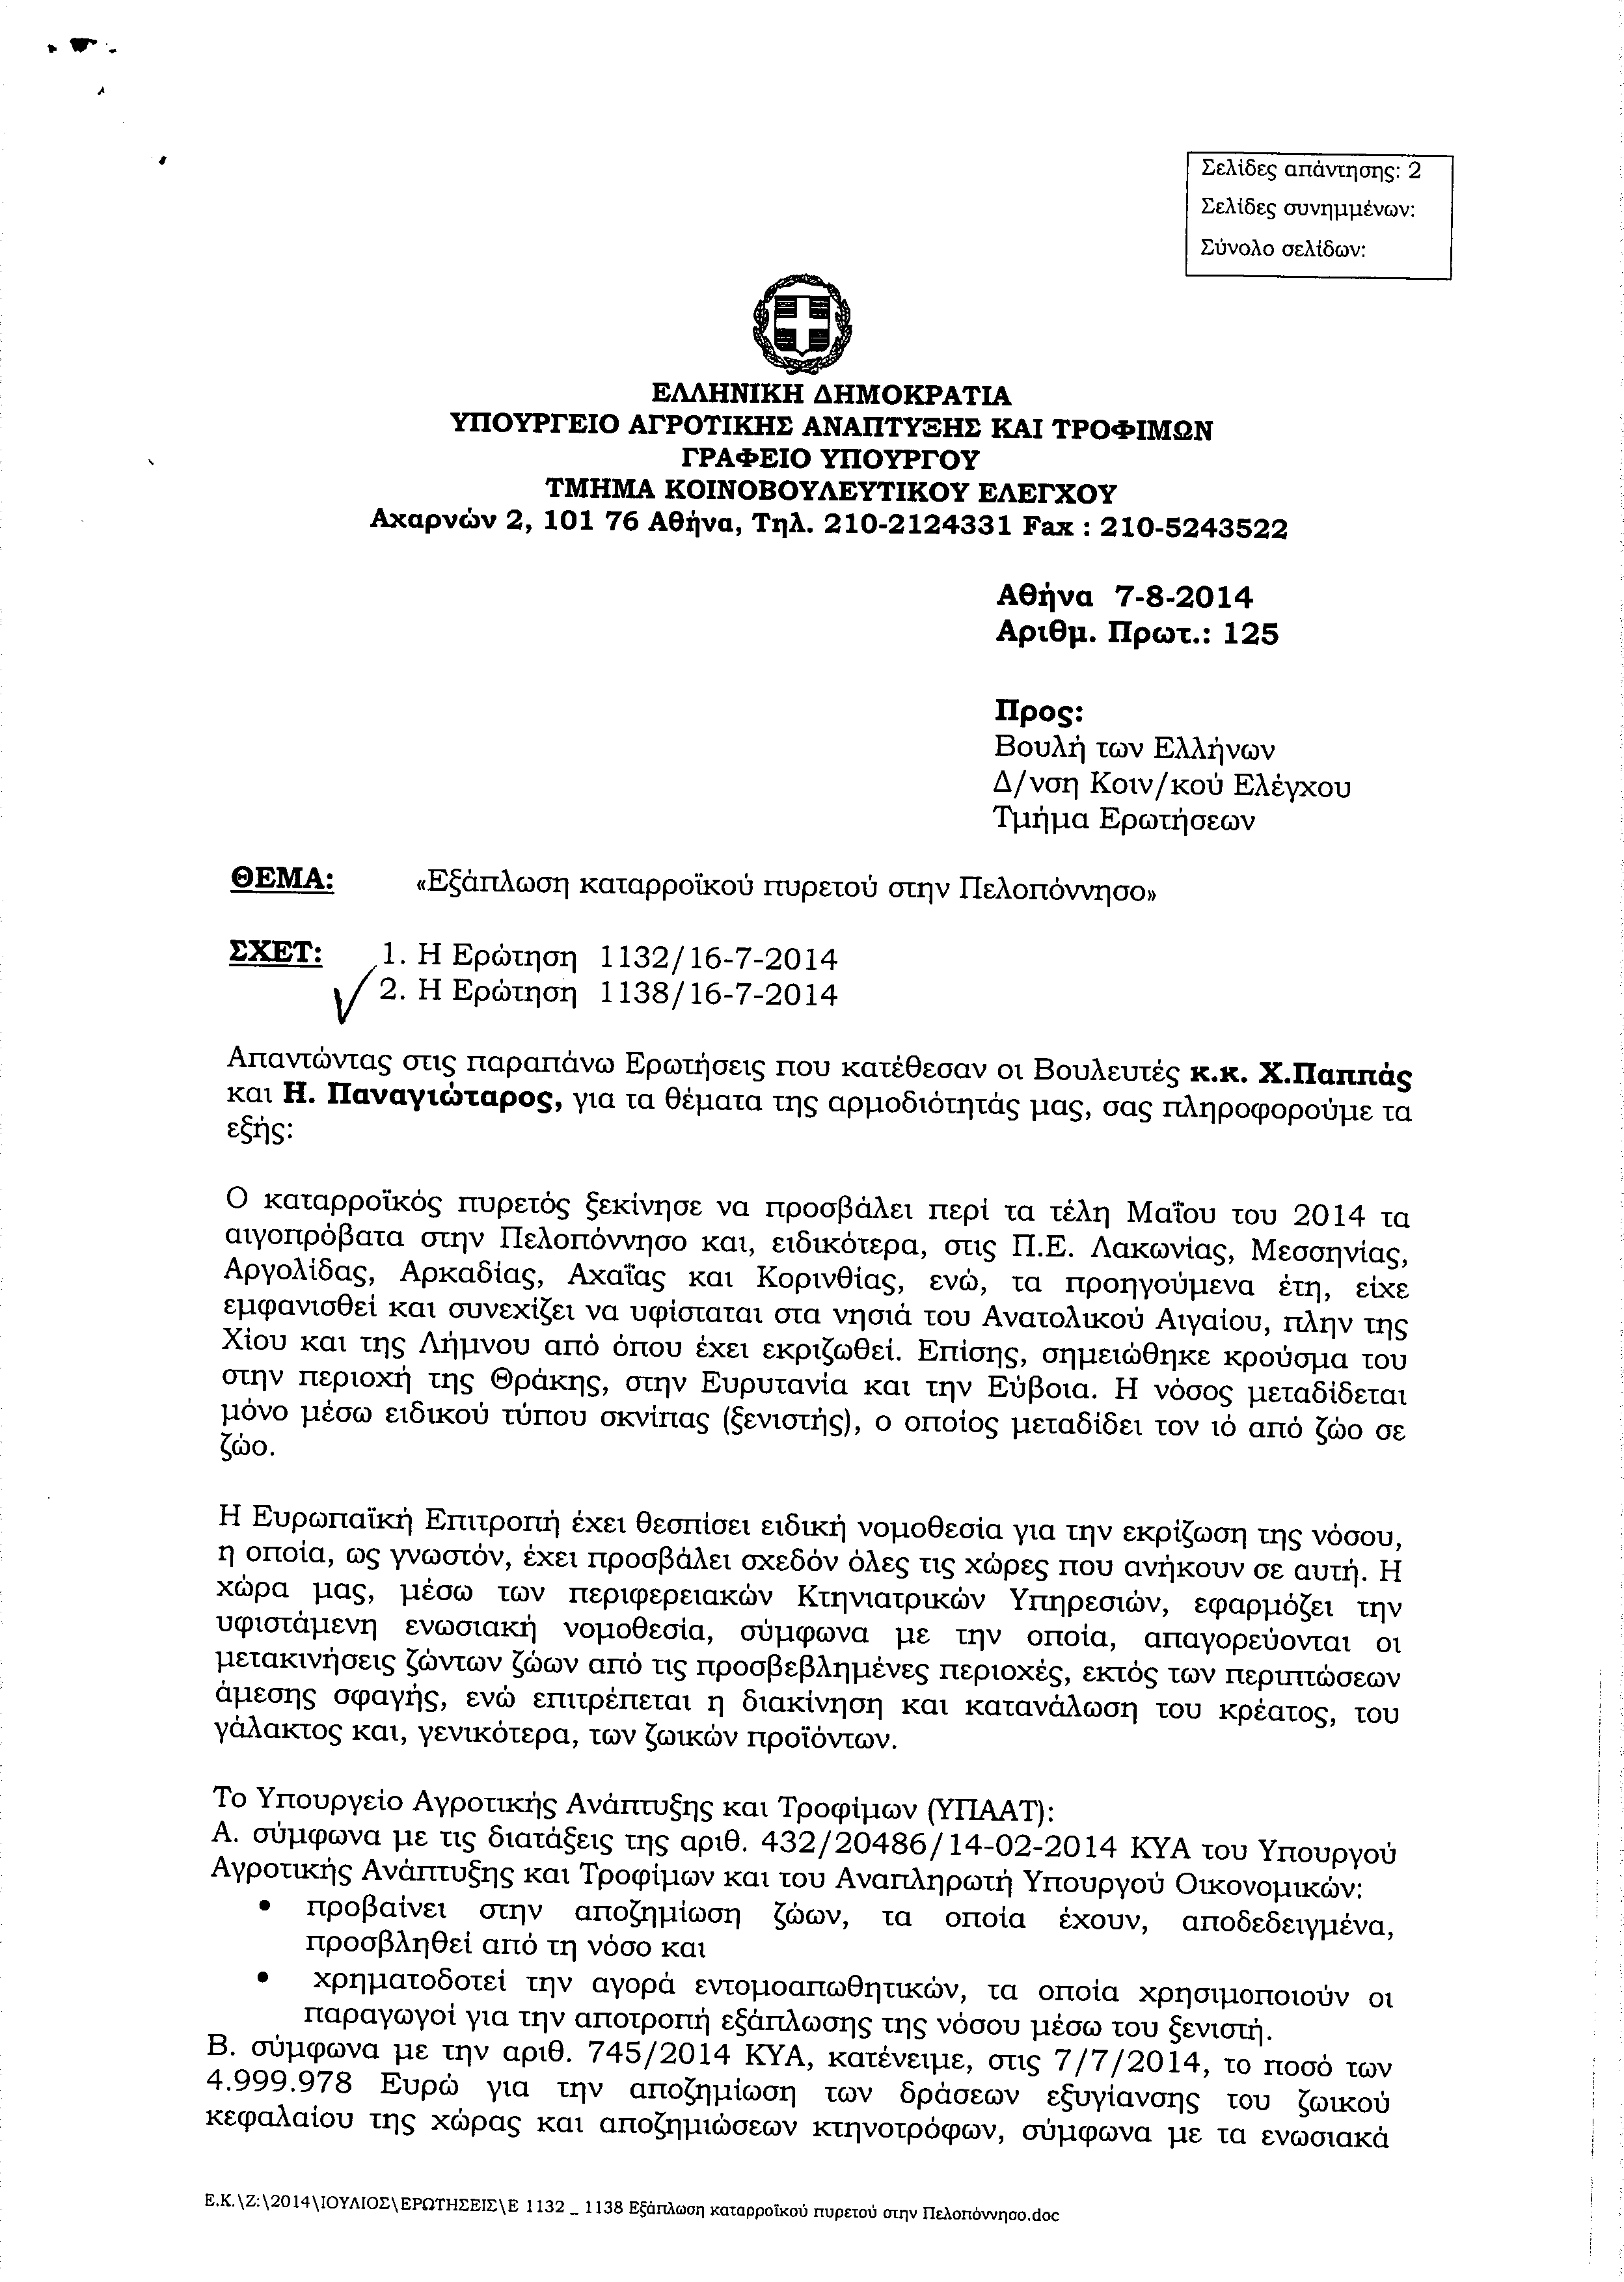 Σελίδες απάντησης: 2
Σελίδες συνημμένων:
Σύνολο σελίδων:
ΕΛΛΗΝΙΚΗ ΔΗΜΟΚΡΑΤΙΑ
ΥΠΟΥΡΓΕΙΟ ΑΓΡΟΤΙΚΗΣ ΑΝΑΠΤΥΞΗΣ ΚΑΙ ΤΡΟΦΙΜΩΝ
ΓΡΑΦΕΙΟ ΥΠΟΥΡΓΟΥ
ΤΜΗΜΑ ΚΟΙΝΟΒΟΥΛΕΥΤΙΚΟΥ ΕΛΕΓΧΟΥ
Αχαρνών 2, 101 76 Αθήνα, Τηλ. 210-2124331 Fax : 210-5243522
Αθήνα 7-8-2014
Αριθμ. Πρωτ.: 125
Προς:
Βουλή των Ελλήνων
Δ/νση Κοιν/κού Ελέγχου
Τμήμα Ερωτήσεων
ΘΕΜΑ: «Εξάπλωση καταρροϊκού πυρετού στην Πελοπόννησο»
ΣΧΕΤ: 1. Η Ερώτηση 1132/16-7-2014
2. Η Ερώτηση 1138/16-7-2014
Απαντώντας στις παραπάνω Ερωτήσεις που κατέθεσαν οι Βουλευτές κ.κ. Χ.Παππάς
και Η. Παναγιώταρος, για τα θέματα της αρμοδιότητάς μας, σας πληροφορούμε τα
εξής:
Ο καταρροϊκός πυρετός ξεκίνησε να προσβάλει περί τα τέλη Μαΐου του 2014 τα
αιγοπρόβατα στην Πελοπόννησο και, ειδικότερα, στις Π.Ε. Λακωνίας, Μεσσηνίας,
Αργολίδας, Αρκαδίας, Αχαΐας και Κορινθίας, ενώ, τα προηγούμενα έτη, είχε
εμφανισθεί και συνεχίζει να υφίσταται στα νησιά του Ανατολικού Αιγαίου, πλην της
Χίου και της Λήμνου από όπου έχει εκριζωθεί. Επίσης, σημειώθηκε κρούσμα του
στην περιοχή της Θράκης, στην Ευρυτανία και την Εύβοια. Η νόσος μεταδίδεται
μόνο μέσω ειδικού τύπου σκνίπας (ξενιστής), ο οποίος μεταδίδει τον ιό από ζώο σε
ζώο.
Η Ευρωπαϊκή Επιτροπή έχει θεσπίσει ειδική νομοθεσία για την εκρίζωση της νόσου,
η οποία, ως γνωστόν, έχει προσβάλει σχεδόν όλες τις χώρες που ανήκουν σε αυτή. Η
χώρα μας, μέσω των περιφερειακών Κτηνιατρικών Υπηρεσιών, εφαρμόζει την
υφιστάμενη ενωσιακή νομοθεσία, σύμφωνα με την οποία, απαγορεύονται οι
μετακινήσεις ζώντων ζώων από τις προσβεβλημένες περιοχές, εκτός των περιπτώσεων
άμεσης σφαγής, ενώ επιτρέπεται η διακίνηση και κατανάλωση του κρέατος, του
γάλακτος και, γενικότερα, των ζωικών προϊόντων.
Το Υπουργείο Αγροτικής Ανάπτυξης και Τροφίμων (ΥΠΑΑΤ):
Α. σύμφωνα με τις διατάξεις της αριθ. 432/20486/14-02-2014 ΚΥΑ του Υπουργού
Αγροτικής Ανάπτυξης και Τροφίμων και του Αναπληρωτή Υπουργού Οικονομικών:
• προβαίνει στην αποζημίωση ζώων, τα οποία έχουν, αποδεδειγμένα,
προσβληθεί από τη νόσο και
• χρηματοδοτεί την αγορά εντομοαπωθητικών, τα οποία χρησιμοποιούν οι
παραγωγοί για την αποτροπή εξάπλωσης της νόσου μέσω του ξενιστή.
Β. σύμφωνα με την αριθ. 745/2014 ΚΥΑ, κατένειμε, στις 7/7/2014, το ποσό των
4.999.978 Ευρώ για την αποζημίωση των δράσεων εξυγίανσης του ζωικού
κεφαλαίου της χώρας και αποζημιώσεων κτηνοτρόφων, σύμφωνα με τα ενωσιακά
Ε.Κ.\Ζ:\2014\ΙΟΥΛΙΟΣ\ΕΡΩΤΗΣΕΙΣ\Ε 1132 _ 1138 Εξάπλωση καταρροϊκού πυρετού στην Πελοπόννησο.doc